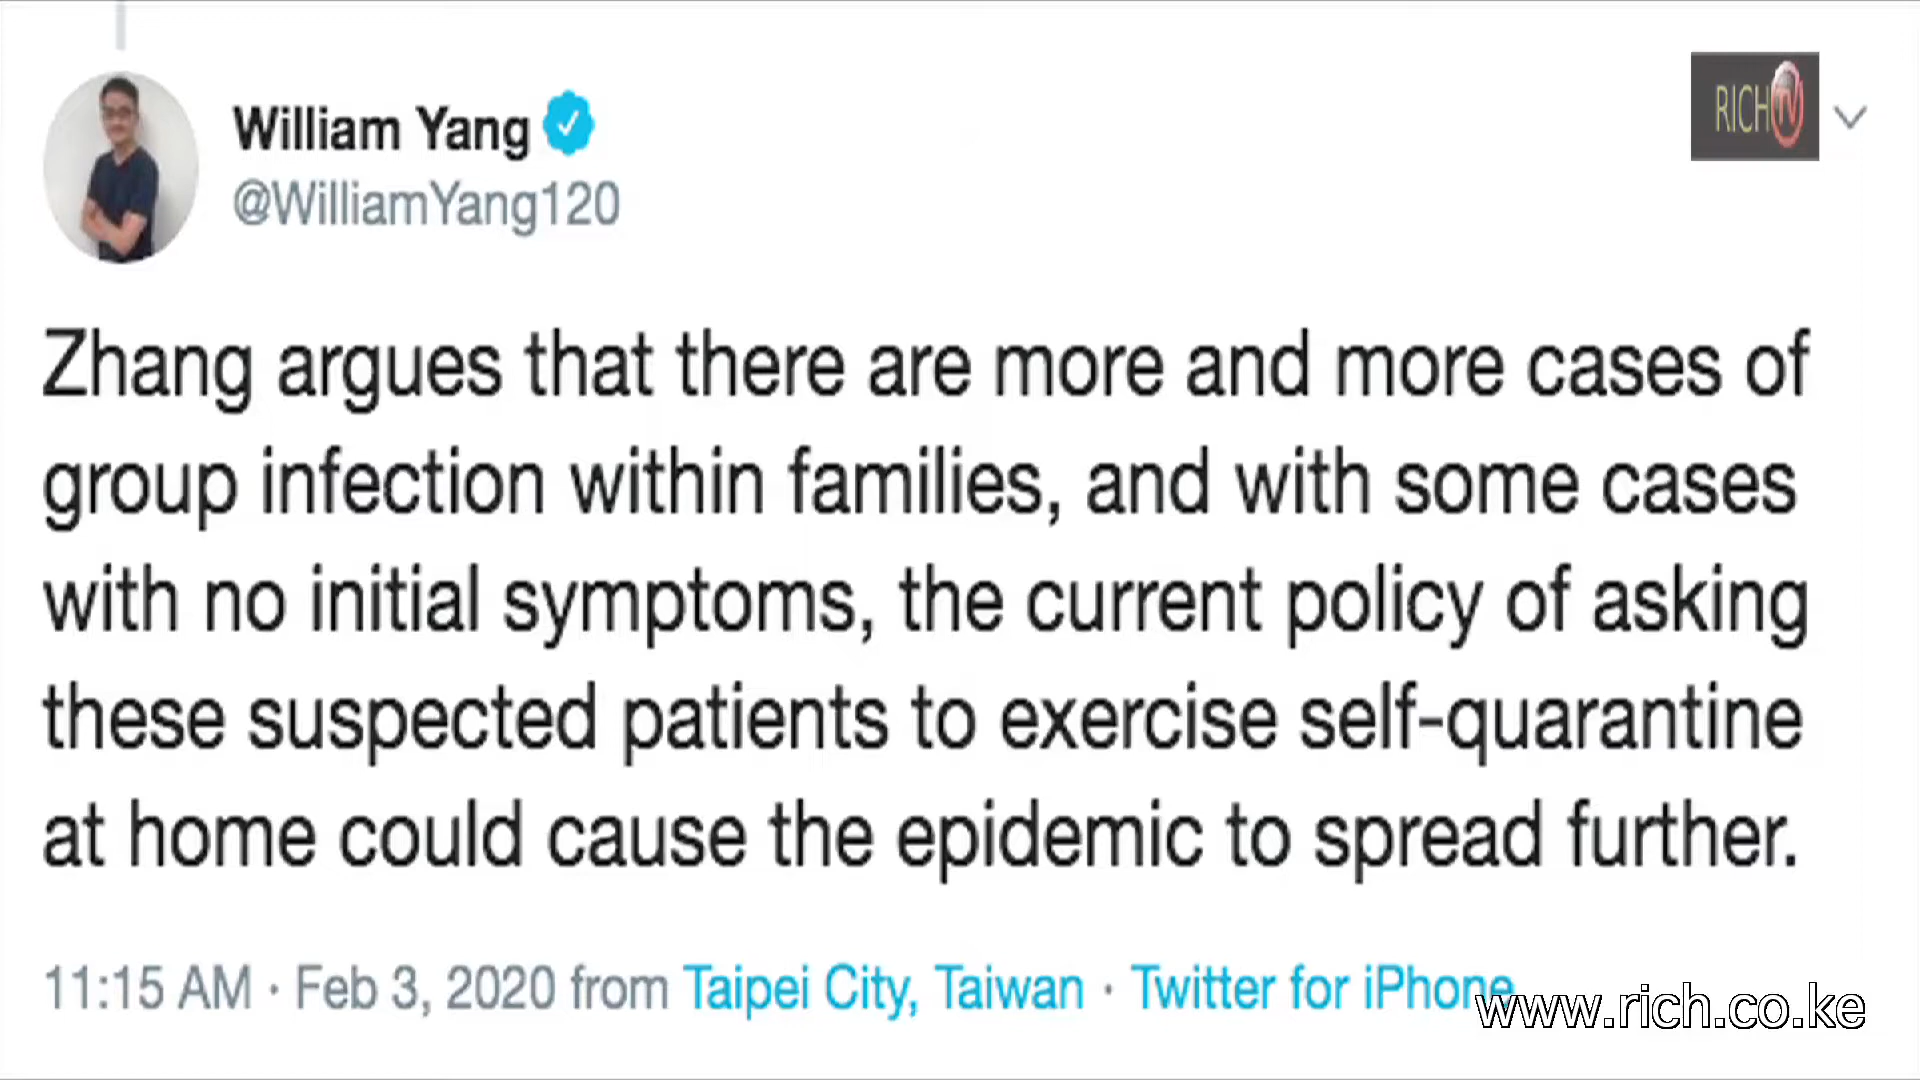 William Yang
@WilliamYang120
RICH TV
Zhang argues that there are more and more cases of
group infection within families, and with some cases
with no initial symptoms, the current policy of asking
these suspected patients to exercise self-quarantine
at home could cause the epidemic to spread further.
11:15 AM · Feb 3, 2020 from Taipei City, Taiwan · Twitter for iPhone
www.rich.co.ke